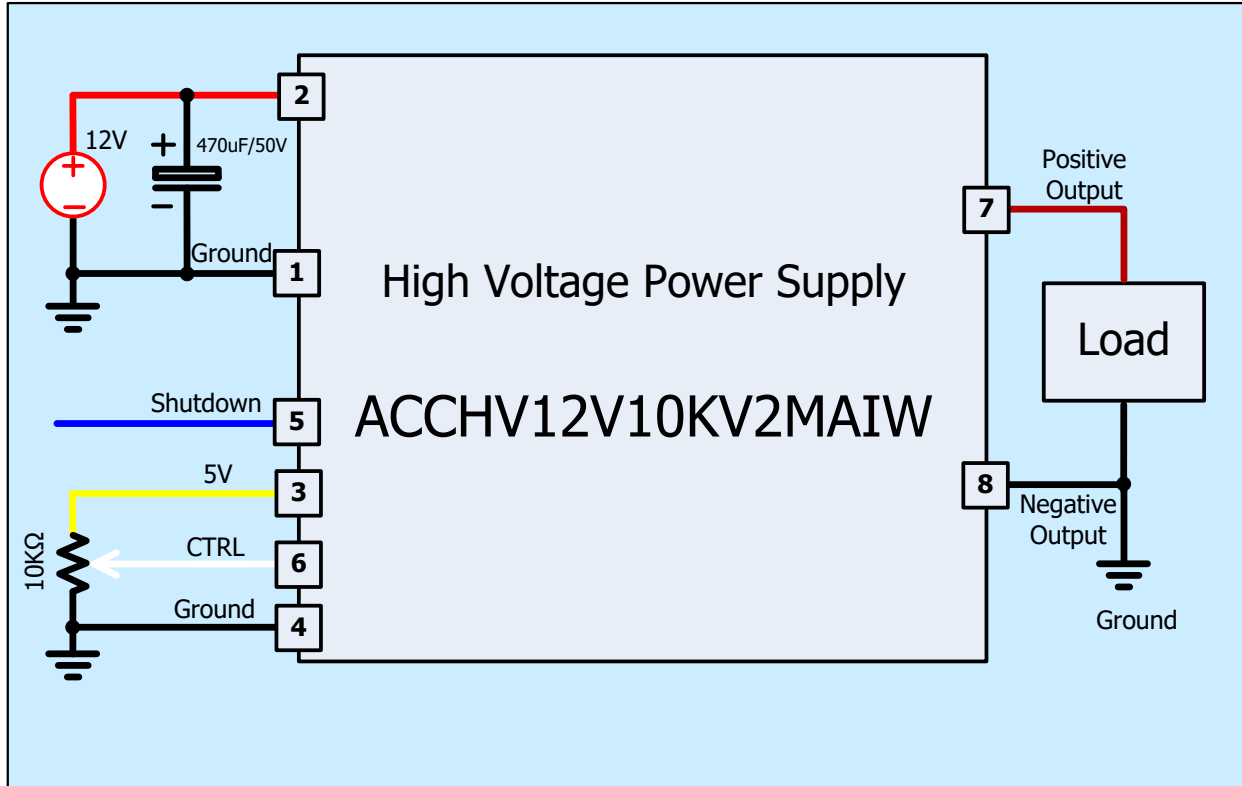 2
12V
+
470uF/50V
+
−
−
Ground
1
Positive
Output
7
High Voltage Power Supply
Load
Shutdown
5
ACCHV12V10KV2MAIW
5V
3
8
Negative
Output
10KΩ
CTRL
6
Ground
4
Ground